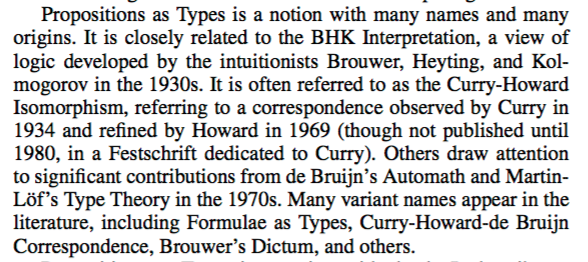 Propositions as Types is a notion with many names and many
origins. It is closely related to the BHK Interpretation, a view of
logic developed by the intuitionists Brouwer, Heyting, and Kol-
mogorov in the 1930s. It is often referred to as the Curry-Howard
Isomorphism, referring to a correspondence observed by Curry in
1934 and refined by Howard in 1969 (though not published until
1980, in a Festschrift dedicated to Curry). Others draw attention
to significant contributions from de Bruijn's Automath and Martin-
Löf's Type Theory in the 1970s. Many variant names appear in the
literature, including Formulae as Types, Curry-Howard-de Bruijn
Correspondence, Brouwer's Dictum, and others.